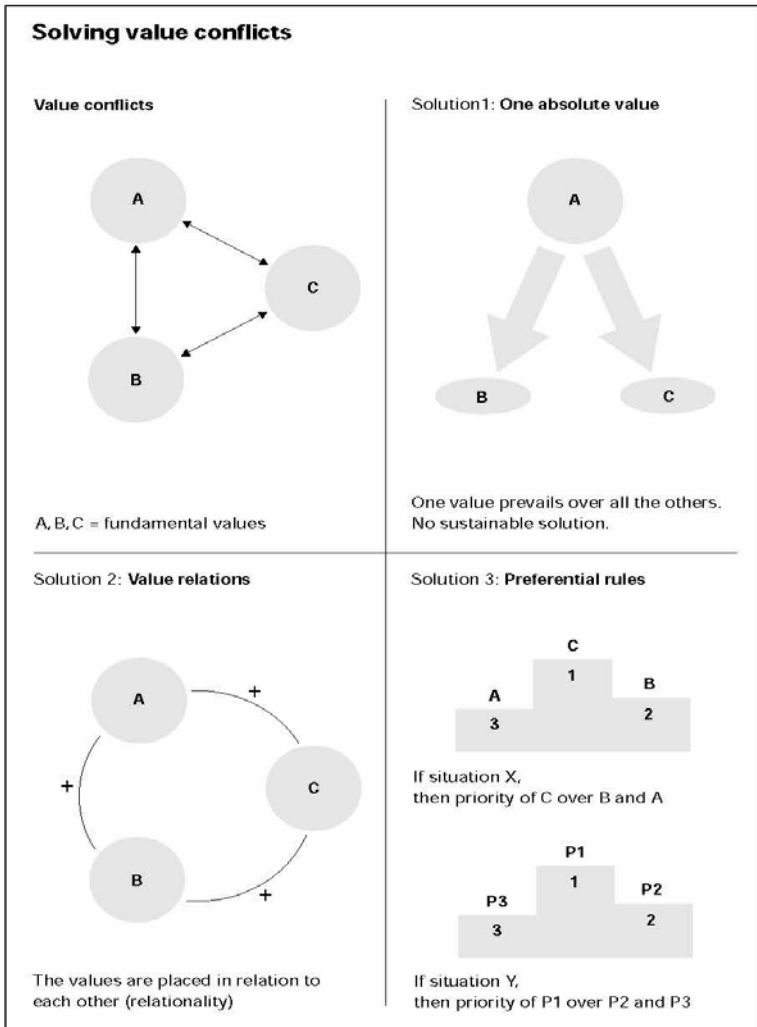 Solving value conflicts
Value conflicts
A
C
B
A, B, C = fundamental values
Solution1: One absolute value
A
B
C
One value prevails over all the others.
No sustainable solution.
Solution 2: Value relations
A
+
C
+
B
+
The values are placed in relation to
each other (relationality)
Solution 3: Preferential rules
C
1
A
B
3
2
If situation X,
then priority of C over B and A
P1
1
P3
P2
3
2
If situation Y,
then priority of P1 over P2 and P3